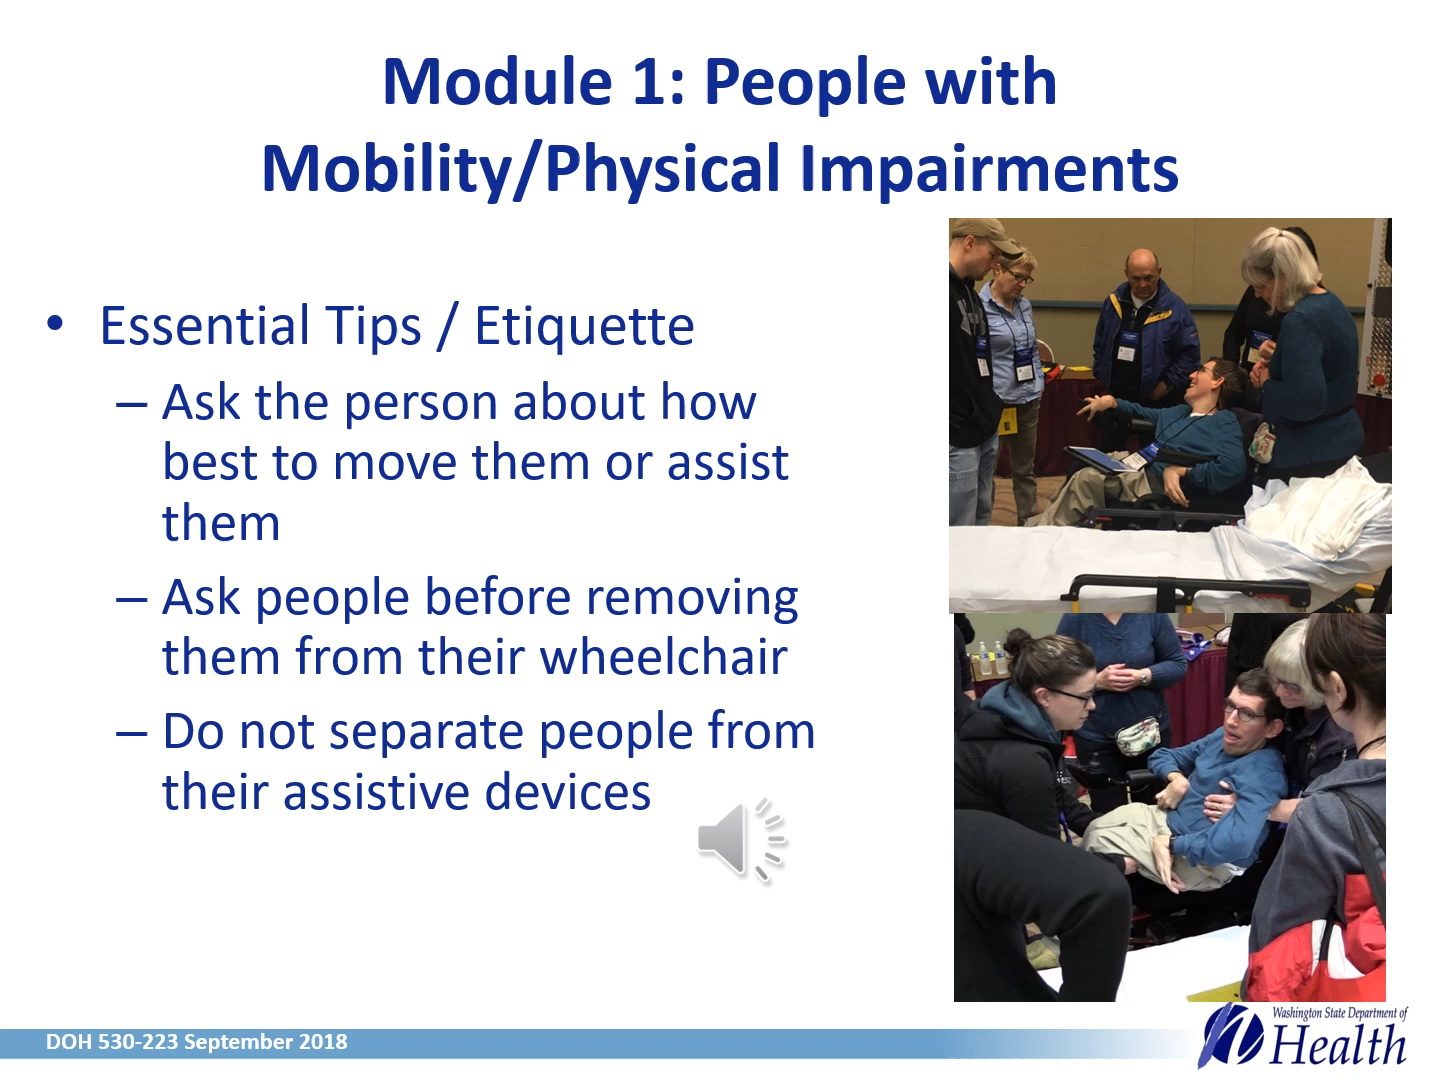 Module 1: People with
Mobility/Physical Impairments
• Essential Tips / Etiquette
– Ask the person about how
best to move them or assist
them
– Ask people before removing
them from their wheelchair
– Do not separate people from
their assistive devices
DOH 530-223 September 2018
Washington State Department of
Health